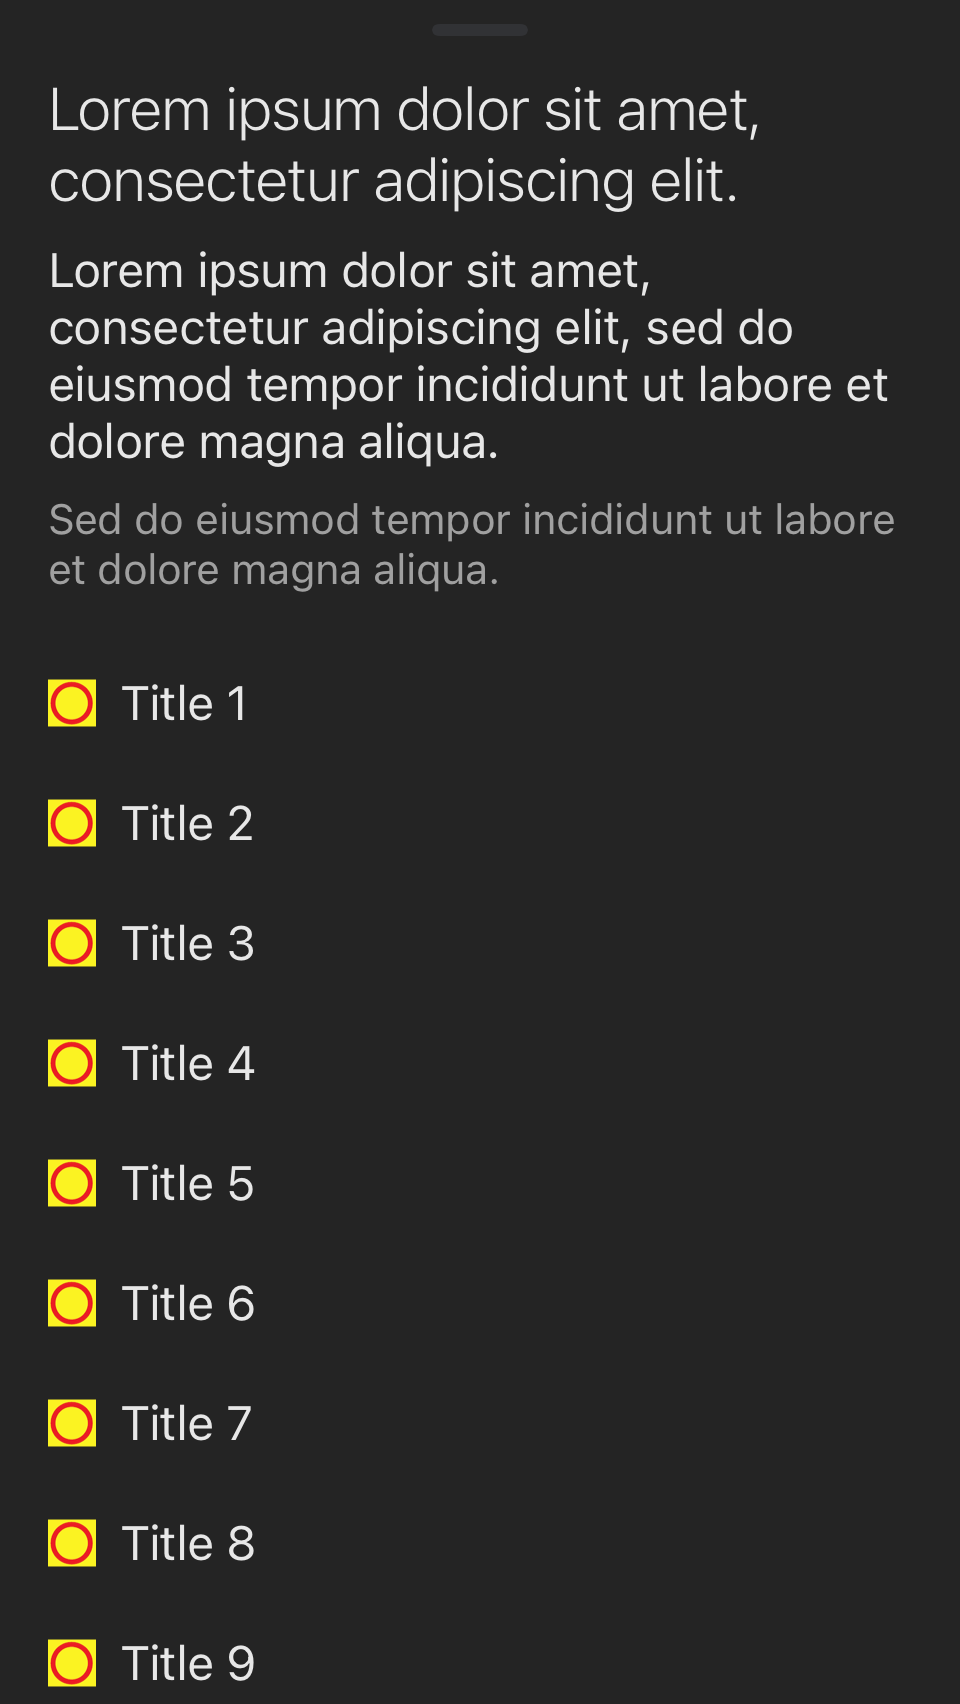 Lorem ipsum dolor sit amet,
consectetur adipiscing elit.
Lorem ipsum dolor sit amet,
consectetur adipiscing elit, sed do
eiusmod tempor incididunt ut labore et
dolore magna aliqua.
Sed do eiusmod tempor incididunt ut labore
et dolore magna aliqua.
Title 1
Title 2
Title 3
Title 4
Title 5
Title 6
Title 7
Title 8
Title 9